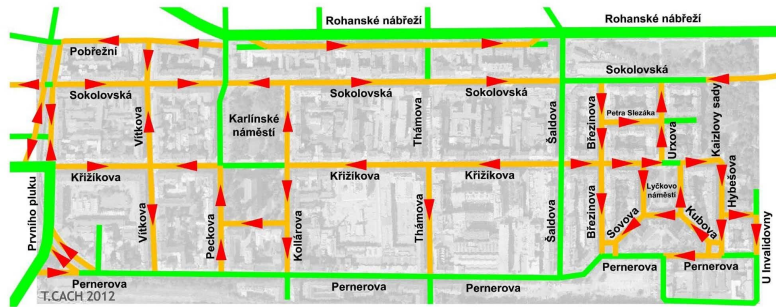 Rohanské nábřeží
Rohanské nábřeží
Pobřežní
Sokolovská
Sokolovská
Sokolovská
Sokolovská
Karlínské
náměstí
Vítkova
Thámova
Šaldova
Březinova
Petra Slezáka
Urxova
Kaizlovy sady
Křižíkova
Křižíkova
Křižíkova
Prvního pluku
Vítkova
Peckova
Kollárova
Thámova
Šaldova
Březinova
Sovova
Lyčkovo
náměstí
Kubova
Hybešova
U Invalidovny
Pernerova
Pernerova
Pernerova
Pernerova
Pernerova
T.CACH 2012